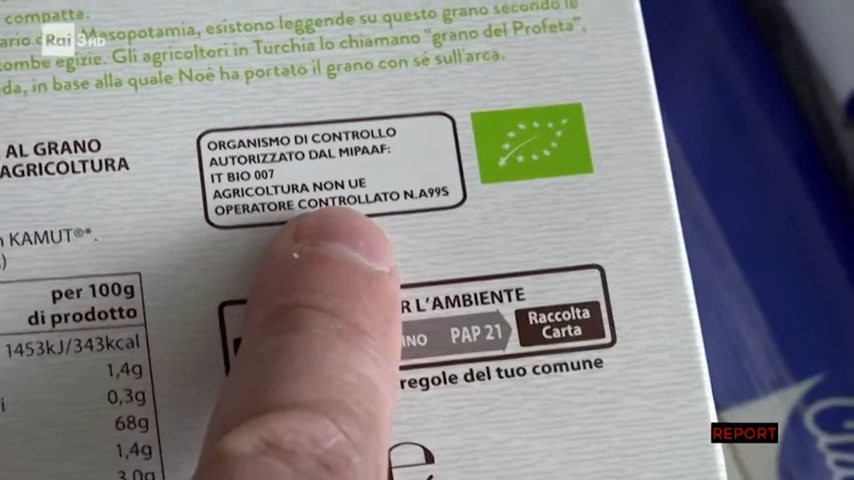 compatta.
Mesopotamia, esistono leggende su questo grano secondo le
tombe egizie. Gli agricoltori in Turchia lo chiamano "grano del Profeta",
in base alla quale Noè ha portato il grano con sé sull'arca.
Rai 3HD
AL GRANO
AGRICOLTURA
ORGANISMO DI CONTROLLO
AUTORIZZATO DAL MIPAAF:
IT BIO 007
AGRICOLTURA NON UE
OPERATORE CONTROLLATO N.A99S
KAMUT®*.
per 100g
di prodotto
1453kJ/343kcal
1,4g
0,3g
68g
1,4g
3,0g
R L'AMBIENTE
INO PAP 21
Raccolta
Carta
regole del tuo comune
e
REPORT